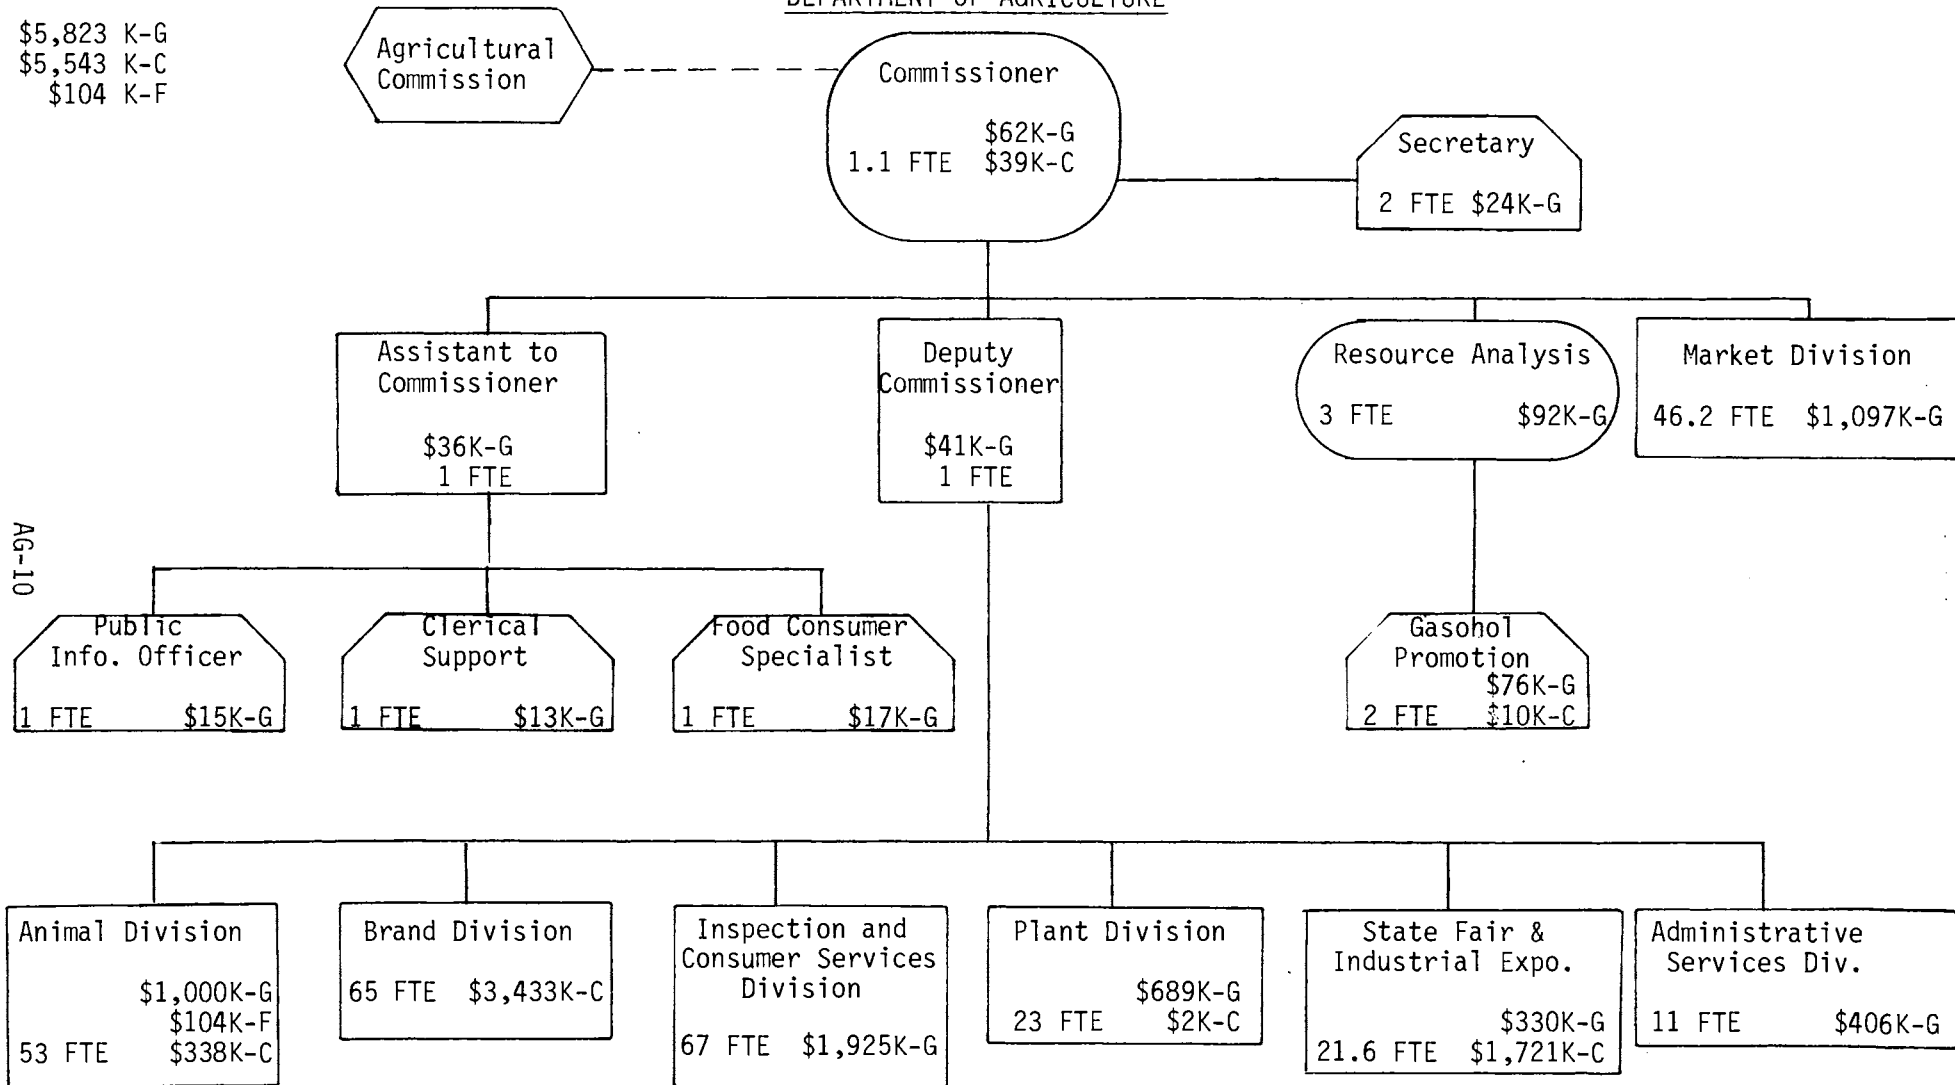 DEPARTMENT OF AGRICULTURE
$5,823 K-G
$5,543 K-C
$104 K-F
Agricultural
Commission
Commissioner
$62K-G
1.1 FTE $39K-C
Secretary
2 FTE $24K-G
Assistant to
Commissioner
$36K-G
1 FTE
Deputy
Commissioner
$41K-G
1 FTE
Resource Analysis
3 FTE $92K-G
Market Division
46.2 FTE $1,097K-G
AG-10
Public
Info. Officer
1 FTE $15K-G
Clerical
Support
1 FTE $13K-G
Food Consumer
Specialist
1 FTE $17K-G
Gasohol
Promotion
$76K-G
2 FTE $10K-C
Animal Division
$1,000K-G
$104K-F
53 FTE $338K-C
Brand Division
65 FTE $3,433K-C
Inspection and
Consumer Services
Division
67 FTE $1,925K-G
Plant Division
$689K-G
23 FTE $2K-C
State Fair &
Industrial Expo.
$330K-G
21.6 FTE $1,721K-C
Administrative
Services Div.
11 FTE $406K-G